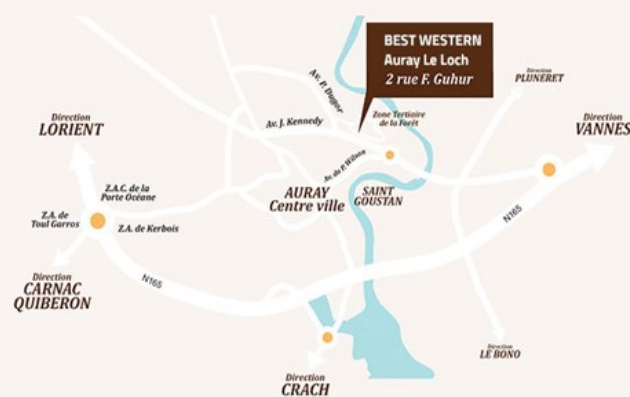 BEST WESTERN
Auray Le Loch
2 rue F. Guhur
Direction
PLUNERET
Direction
VANNES
Direction
LORIENT
Av. P. Dugor
Av. J. Kennedy
Zone Tertiaire
de la Forêt
Av. du P. Wilson
Z.A.C. de la
Porte Océane
Z.A. de
Toul Garros
Z.A. de Kerbois
AURAY
Centre ville
SAINT
GOUSTAN
N165
N165
Direction
CARNAC
QUIBERON
Direction
LE BONO
Direction
CRACH